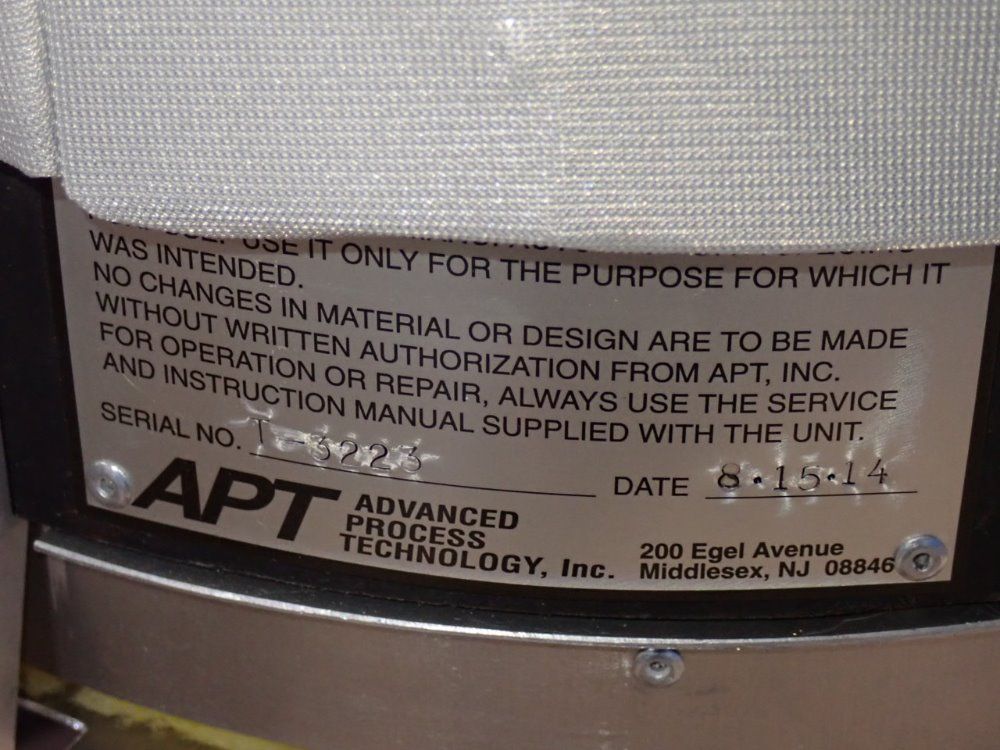 USE IT ONLY FOR THE PURPOSE FOR WHICH IT
WAS INTENDED.
NO CHANGES IN MATERIAL OR DESIGN ARE TO BE MADE
WITHOUT WRITTEN AUTHORIZATION FROM APT, INC.
FOR OPERATION OR REPAIR, ALWAYS USE THE SERVICE
AND INSTRUCTION MANUAL SUPPLIED WITH THE UNIT.
SERIAL NO. T-3223
DATE 8.15.14
APT ADVANCED
PROCESS
TECHNOLOGY, Inc.
200 Egel Avenue
Middlesex, NJ 08846